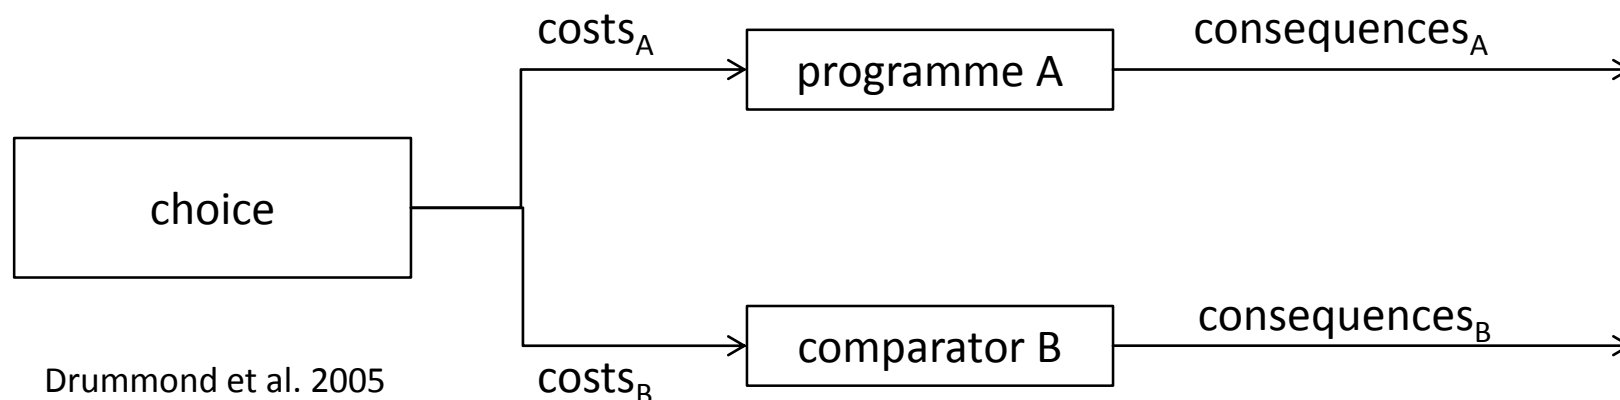 costsA
consequencesA
programme A
choice
consequencesB
comparator B
Drummond et al. 2005
costsB